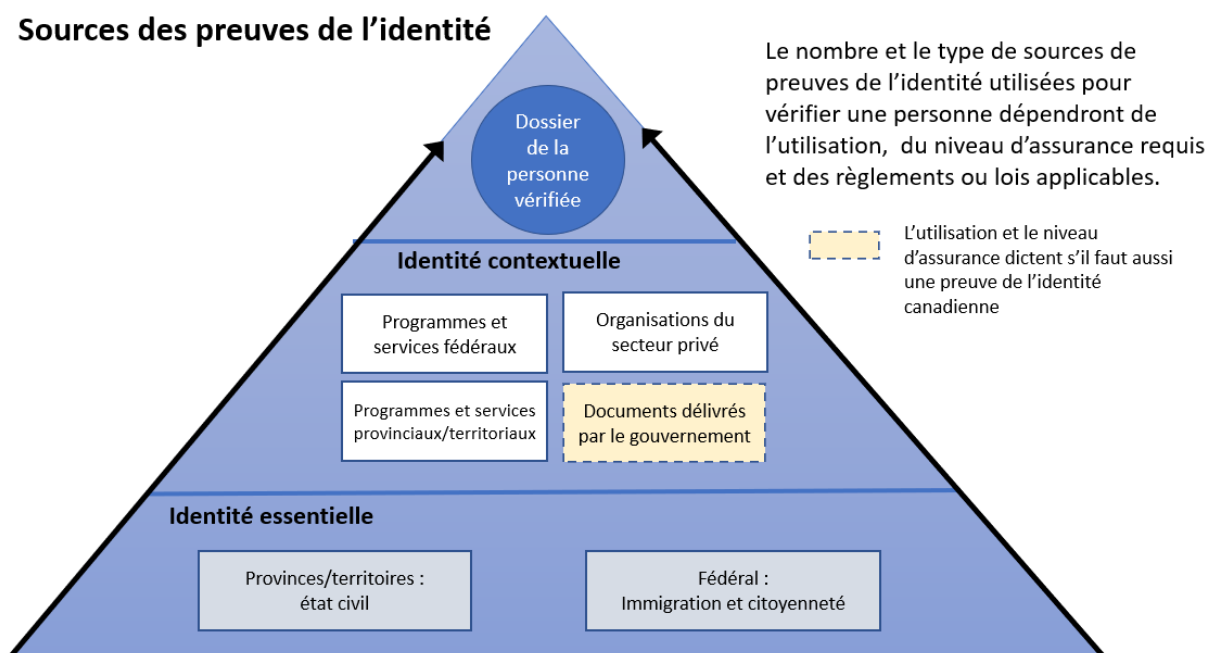 Sources des preuves de l’identité
Le nombre et le type de sources de
preuves de l’identité utilisées pour
vérifier une personne dépendront de
l’utilisation, du niveau d’assurance requis
et des règlements ou lois applicables.
L’utilisation et le niveau
d’assurance dictent s’il faut aussi
une preuve de l’identité
canadienne
Dossier
de la
personne
vérifiée
Identité contextuelle
Programmes et
services fédéraux
Organisations du
secteur privé
Programmes et services
provinciaux/territoriaux
Documents délivrés
par le gouvernement
Identité essentielle
Provinces/territoires :
état civil
Fédéral :
Immigration et citoyenneté